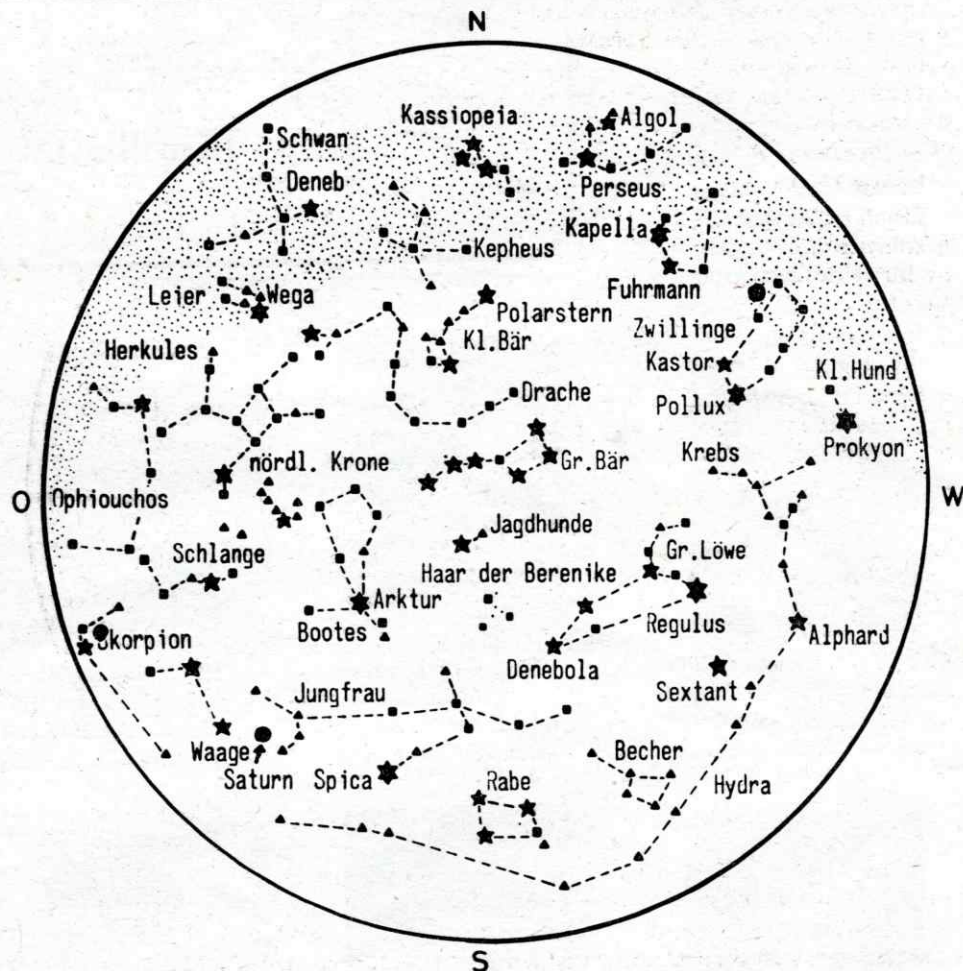 N
Kassiopeia
Algol
Schwan
Deneb
Perseus
Kapella
Kepheus
Leier
Wega
Fuhrmann
Polarstern
Zwillinge
Herkules
Kl.Bär
Kastor
Kl.Hund
Drache
Pollux
Prokyon
Krebs
nördl. Krone
Gr.Bär
O
W
Ophiouchos
Jagdhunde
Schlange
Gr.Löwe
Haar der Berenike
Arktur
Bootes
Regulus
Skorpion
Alphard
Denebola
Jungfrau
Sextant
Waage
Becher
Saturn
Spica
Rabe
Hydra
S